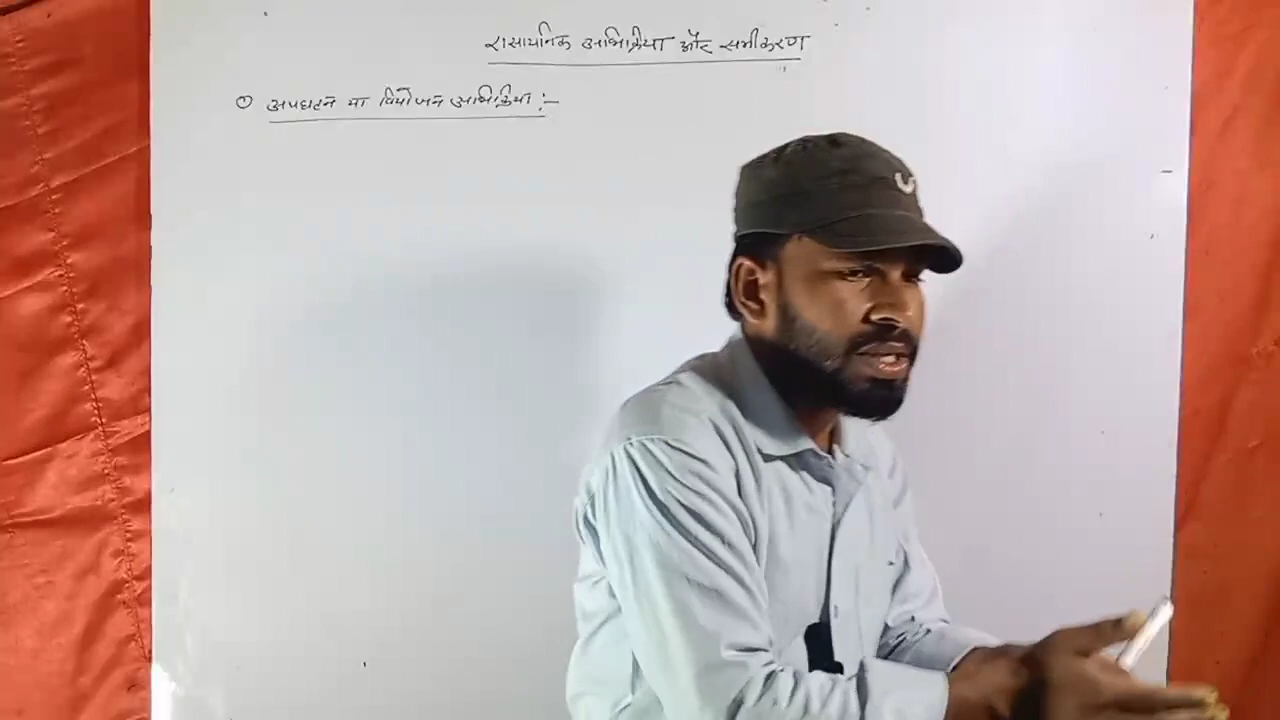 रासायनिक अभिक्रिया और समीकरण
① अपघटन या वियोजन अभिक्रिया :-